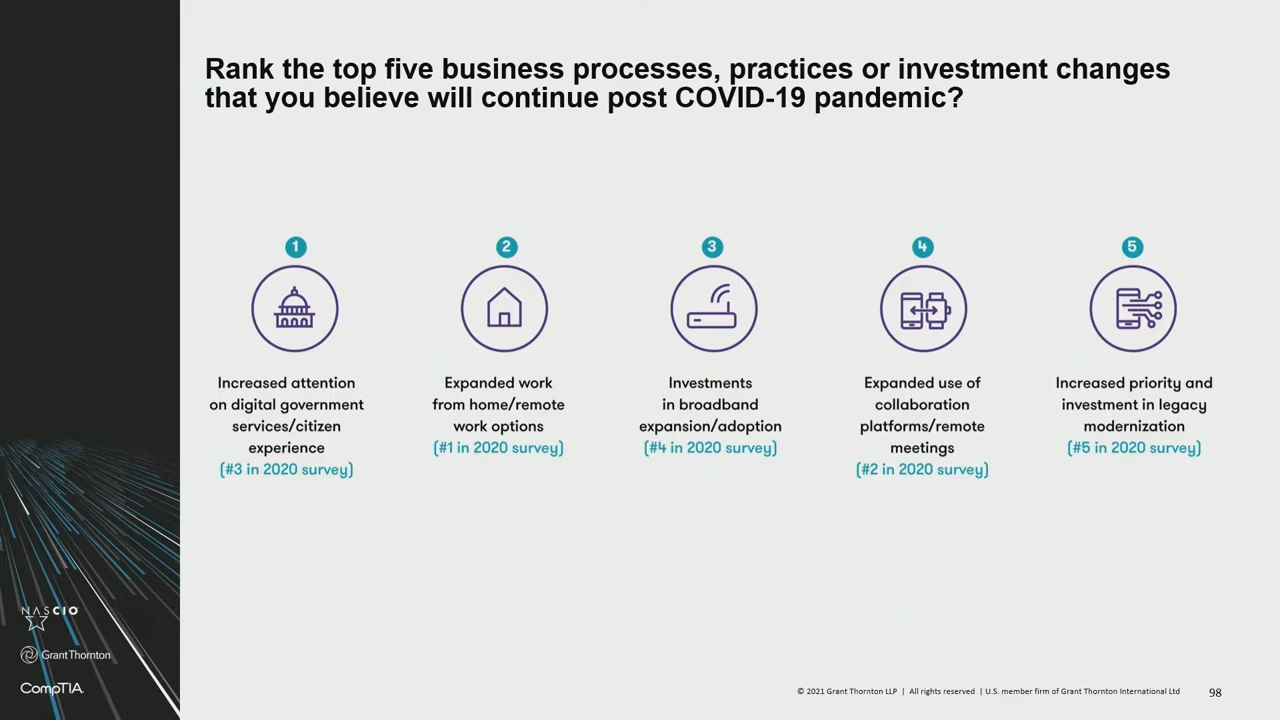 Rank the top five business processes, practices or investment changes
that you believe will continue post COVID-19 pandemic?
1
Increased attention
on digital government
services/citizen
experience
(#3 in 2020 survey)
2
Expanded work
from home/remote
work options
(#1 in 2020 survey)
3
Investments
in broadband
expansion/adoption
(#4 in 2020 survey)
4
Expanded use of
collaboration
platforms/remote
meetings
(#2 in 2020 survey)
5
Increased priority and
investment in legacy
modernization
(#5 in 2020 survey)
NASCIO
GrantThornton
CompTIA
© 2021 Grant Thornton LLP | All rights reserved | U.S. member firm of Grant Thornton International Ltd
98